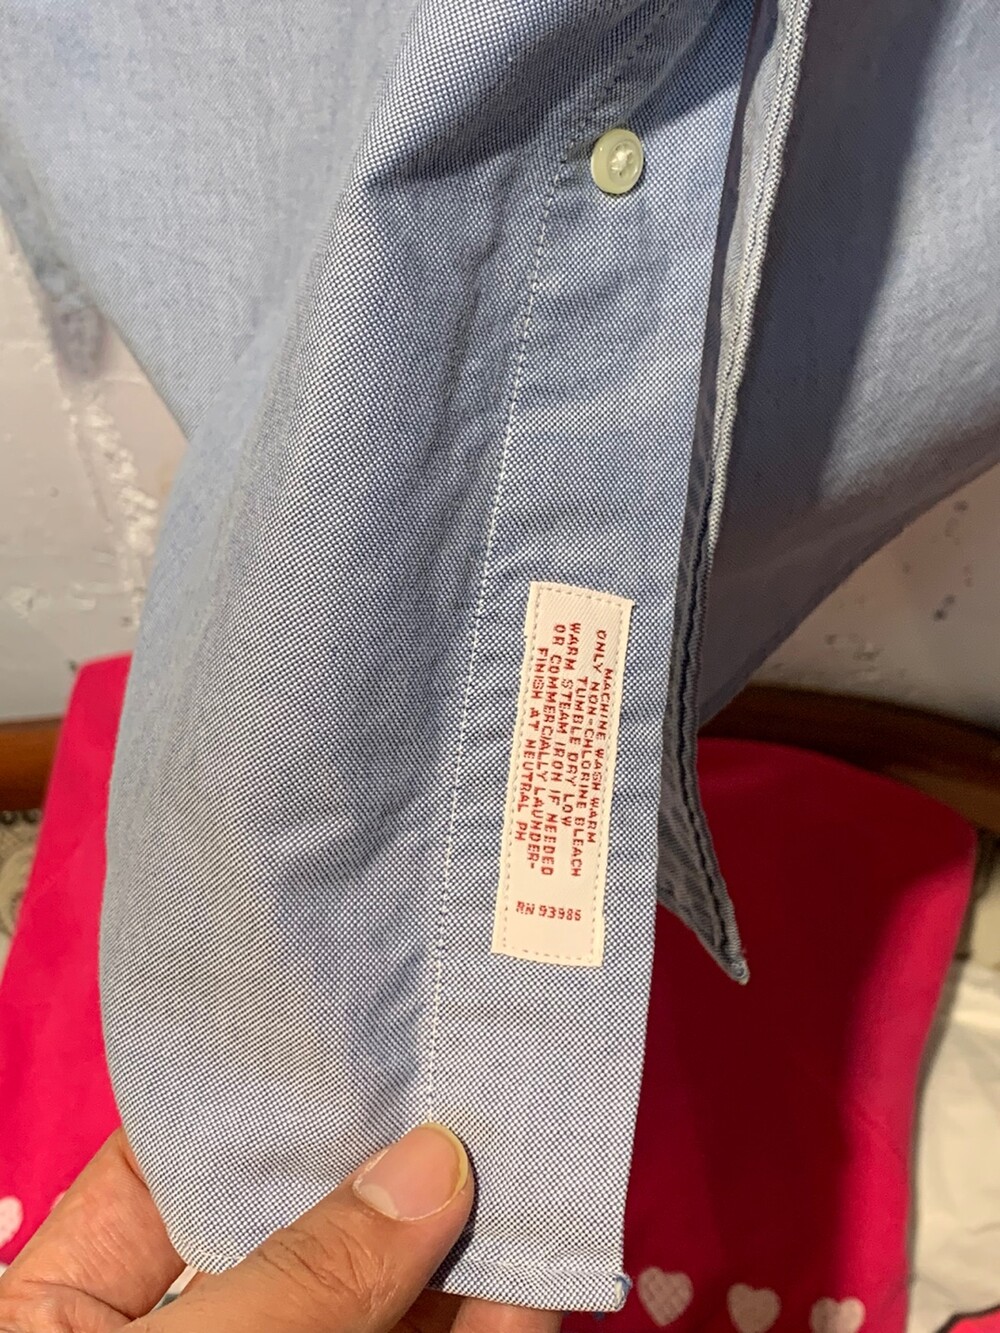 MACHINE WASH WARM
ONLY NON-CHLORINE BLEACH
TUMBLE DRY LOW
WARM STEAM IRON IF NEEDED
OR COMMERCIALLY LAUNDER-
FINISH AT NEUTRAL PH
RN 93985